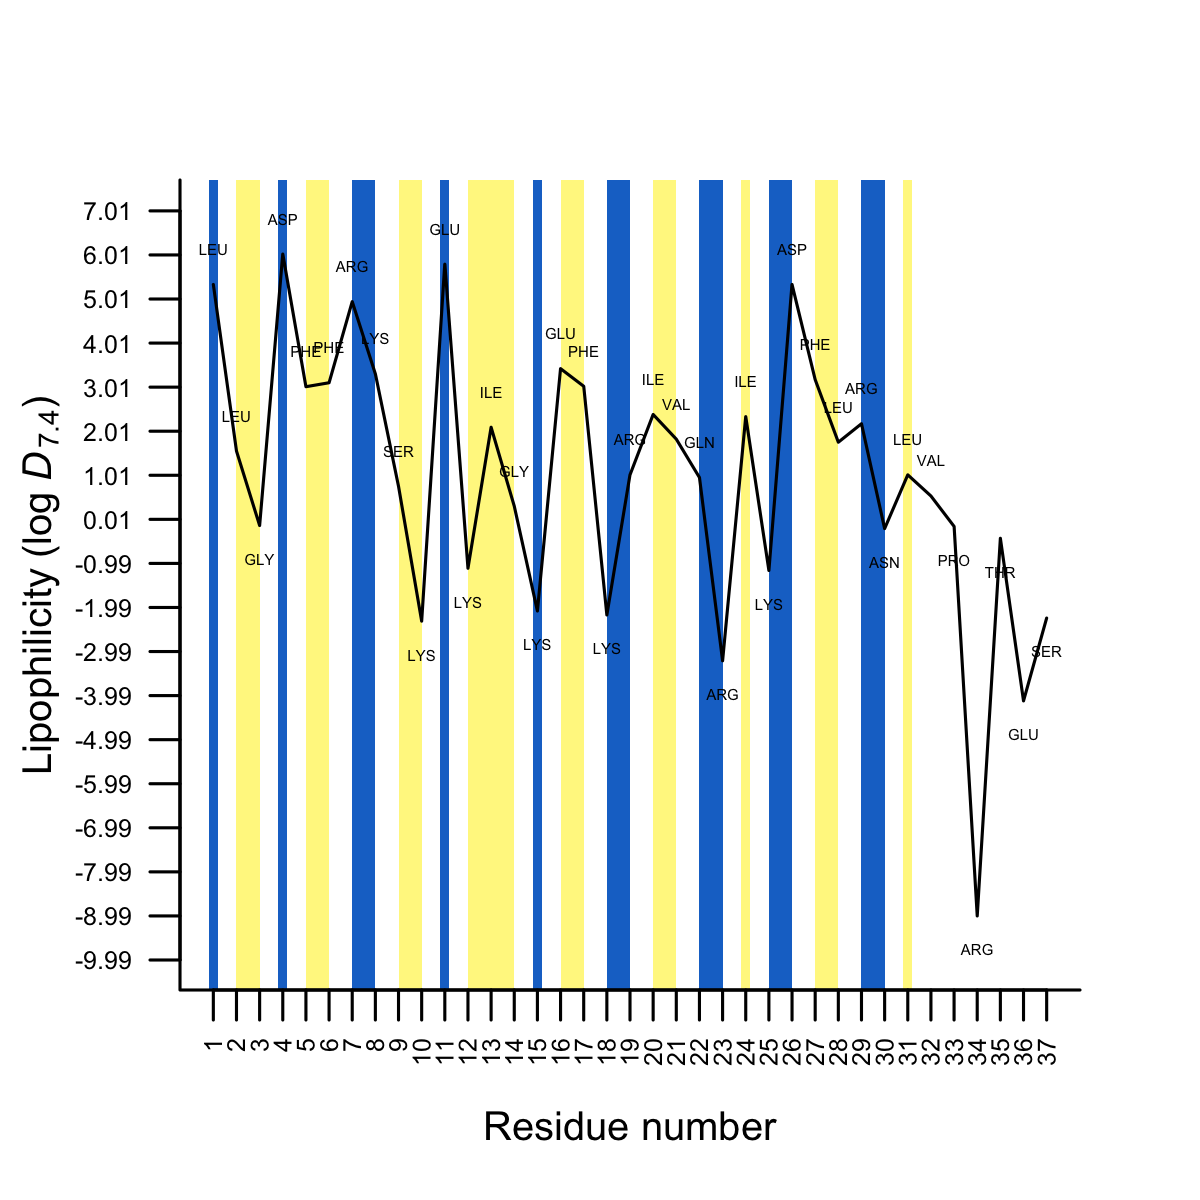 Lipophilicity (log D7.4)
7.01
6.01
5.01
4.01
3.01
2.01
1.01
0.01
-0.99
-1.99
-2.99
-3.99
-4.99
-5.99
-6.99
-7.99
-8.99
-9.99
LEU
LEU
GLY
ASP
PHE
PHE
ARG
LYS
SER
LYS
GLU
LYS
ILE
GLY
LYS
GLU
PHE
LYS
ARG
ILE
VAL
GLN
ARG
ILE
LYS
ASP
PHE
LEU
ARG
ASN
LEU
VAL
PRO
ARG
THR
GLU
SER
1 2 3 4 5 6 7 8 9 10 11 12 13 14 15 16 17 18 19 20 21 22 23 24 25 26 27 28 29 30 31 32 33 34 35 36 37
Residue number